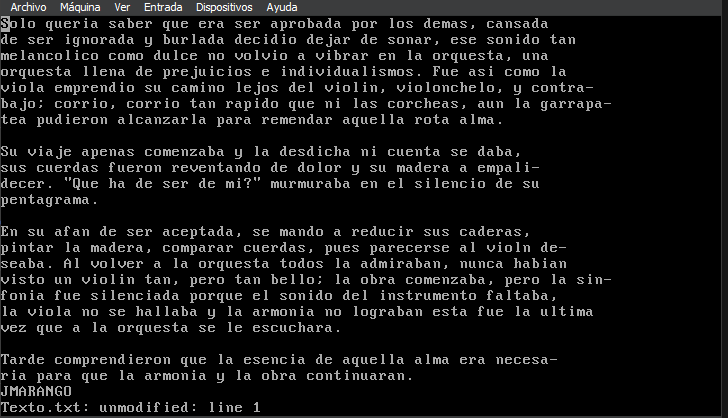 Archivo Máquina Ver Entrada Dispositivos Ayuda
Solo queria saber que era ser aprobada por los demas, cansada
de ser ignorada y burlada decidio dejar de sonar, ese sonido tan
melancolico como dulce no volvio a vibrar en la orquesta, una
orquesta llena de prejuicios e individualismos. Fue asi como la
viola emprendio su camino lejos del violin, violonchelo, y contra-
bajo; corrio, corrio tan rapido que ni las corcheas, aun la garrapa-
tea pudieron alcanzarla para remendar aquella rota alma.

Su viaje apenas comenzaba y la desdicha ni cuenta se daba,
sus cuerdas fueron reventando de dolor y su madera a empali-
decer. "Que ha de ser de mi?" murmuraba en el silencio de su
pentagrama.

En su afan de ser aceptada, se mando a reducir sus caderas,
pintar la madera, comparar cuerdas, pues parecerse al violn de-
seaba. Al volver a la orquesta todos la admiraban, nunca habian
visto un violin tan, pero tan bello; la obra comenzaba, pero la sin-
fonia fue silenciada porque el sonido del instrumento faltaba,
la viola no se hallaba y la armonia no lograban esta fue la ultima
vez que a la orquesta se le escuchara.

Tarde comprendieron que la esencia de aquella alma era necesa-
ria para que la armonia y la obra continuaran.
JMARANGO
Texto.txt: unmodified: line 1